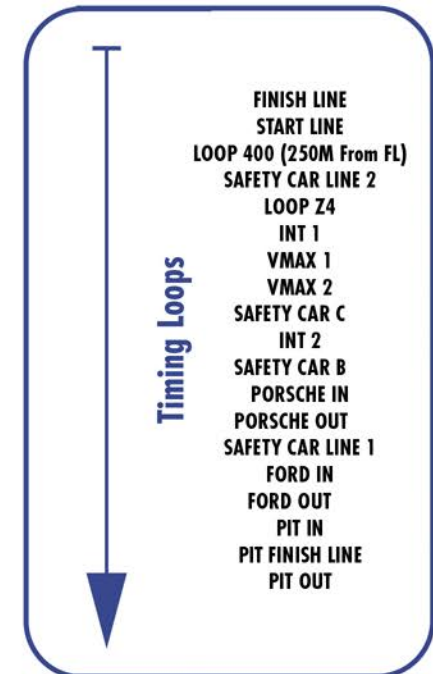 Timing Loops
FINISH LINE
START LINE
LOOP 400 (250M From FL)
SAFETY CAR LINE 2
LOOP Z4
INT 1
VMAX 1
VMAX 2
SAFETY CAR C
INT 2
SAFETY CAR B
PORSCHE IN
PORSCHE OUT
SAFETY CAR LINE 1
FORD IN
FORD OUT
PIT IN
PIT FINISH LINE
PIT OUT